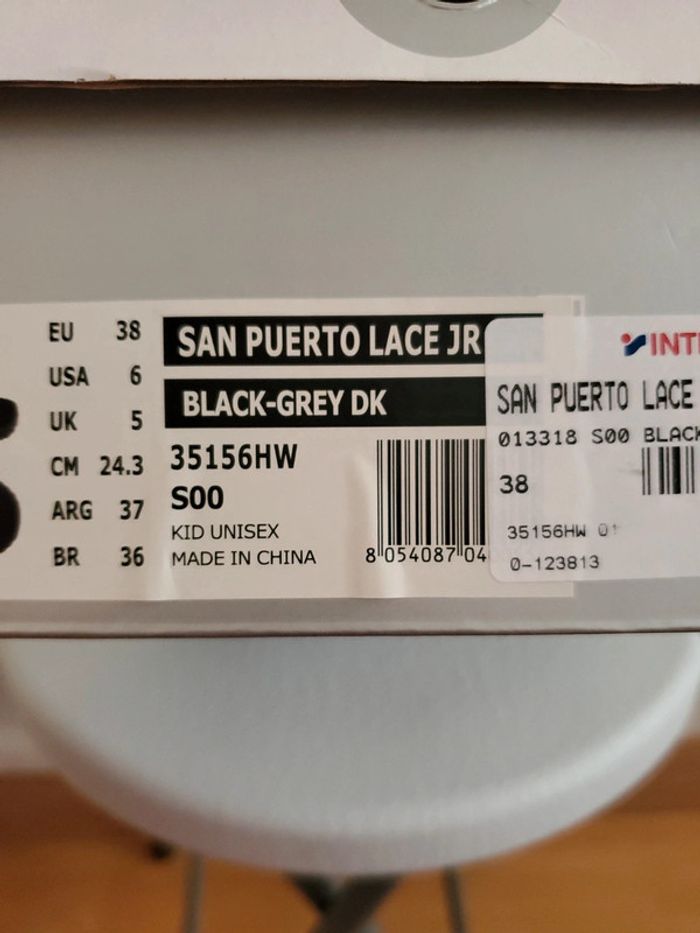 EU 38
USA 6
UK 5
CM 24.3
ARG 37
BR 36
SAN PUERTO LACE JR
BLACK-GREY DK
35156HW
S00
KID UNISEX
MADE IN CHINA
8 054087 04
SAN PUERTO LACE
013318 S00 BLACK
38
35156HW
0-123813